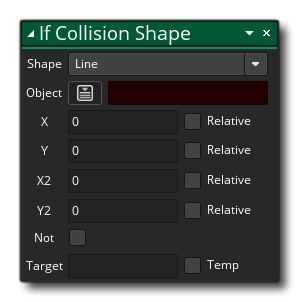 If Collision Shape
Shape Line
Object
X 0 Relative
Y 0 Relative
X2 0 Relative
Y2 0 Relative
Not
Target Temp